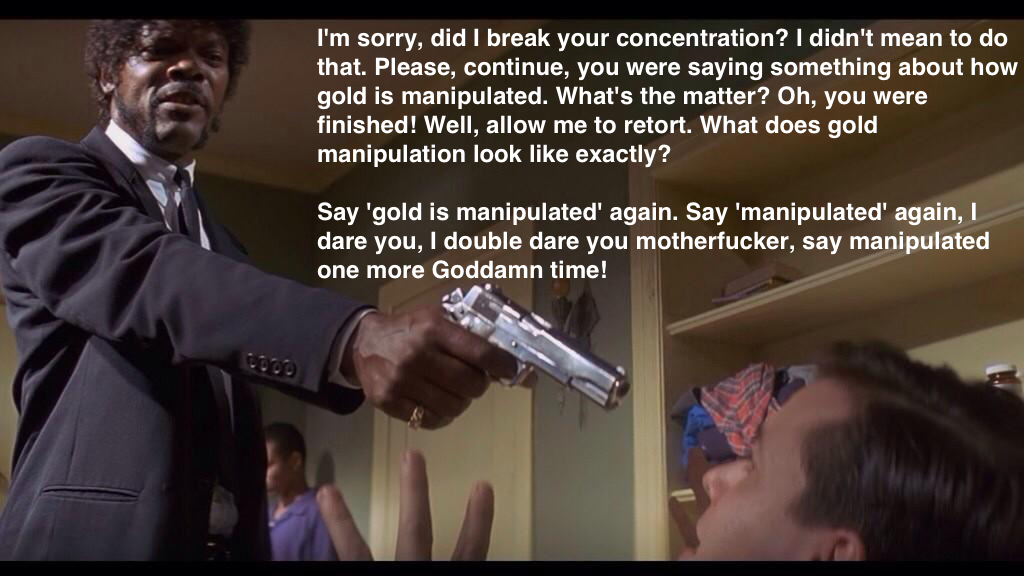 I'm sorry, did I break your concentration? I didn't mean to do
that. Please, continue, you were saying something about how
gold is manipulated. What's the matter? Oh, you were
finished! Well, allow me to retort. What does gold
manipulation look like exactly?
Say 'gold is manipulated' again. Say 'manipulated' again, I
dare you, I double dare you motherfucker, say manipulated
one more Goddamn time!